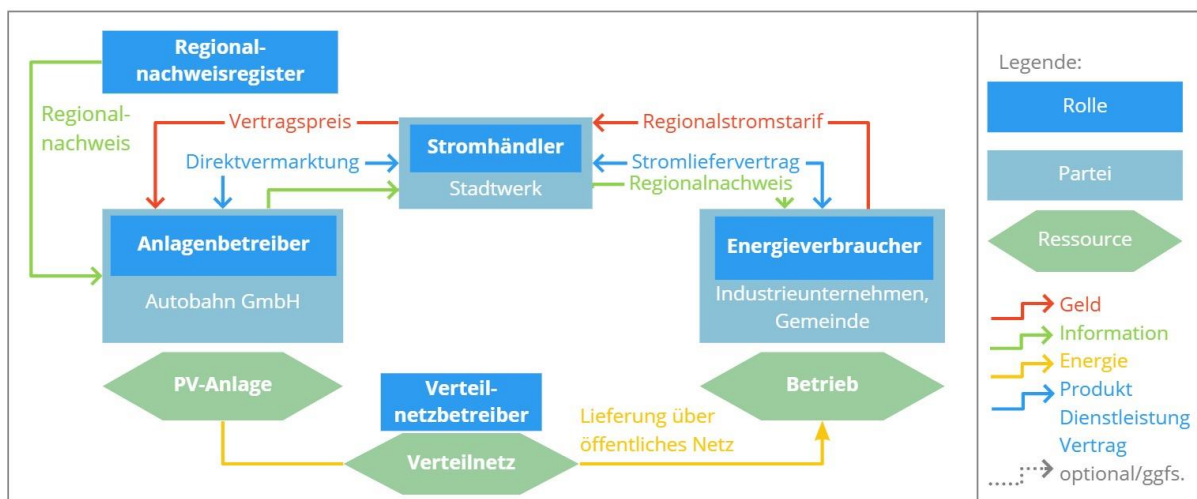 Regional-
nachweisregister
Regional-
nachweis
Vertragspreis
Regionalstromstarif
Direktvermarktung
Stromhändler
Stromliefervertrag
Stadtwerk
Regionalnachweis
Anlagenbetreiber
Autobahn GmbH
Energieverbraucher
Industrieunternehmen,
Gemeinde
PV-Anlage
Verteil-
netzbetreiber
Betrieb
Lieferung über
öffentliches Netz
Verteilnetz
Legende:
Rolle
Partei
Ressource
Geld
Information
Energie
Produkt
Dienstleistung
Vertrag
optional/ggfs.